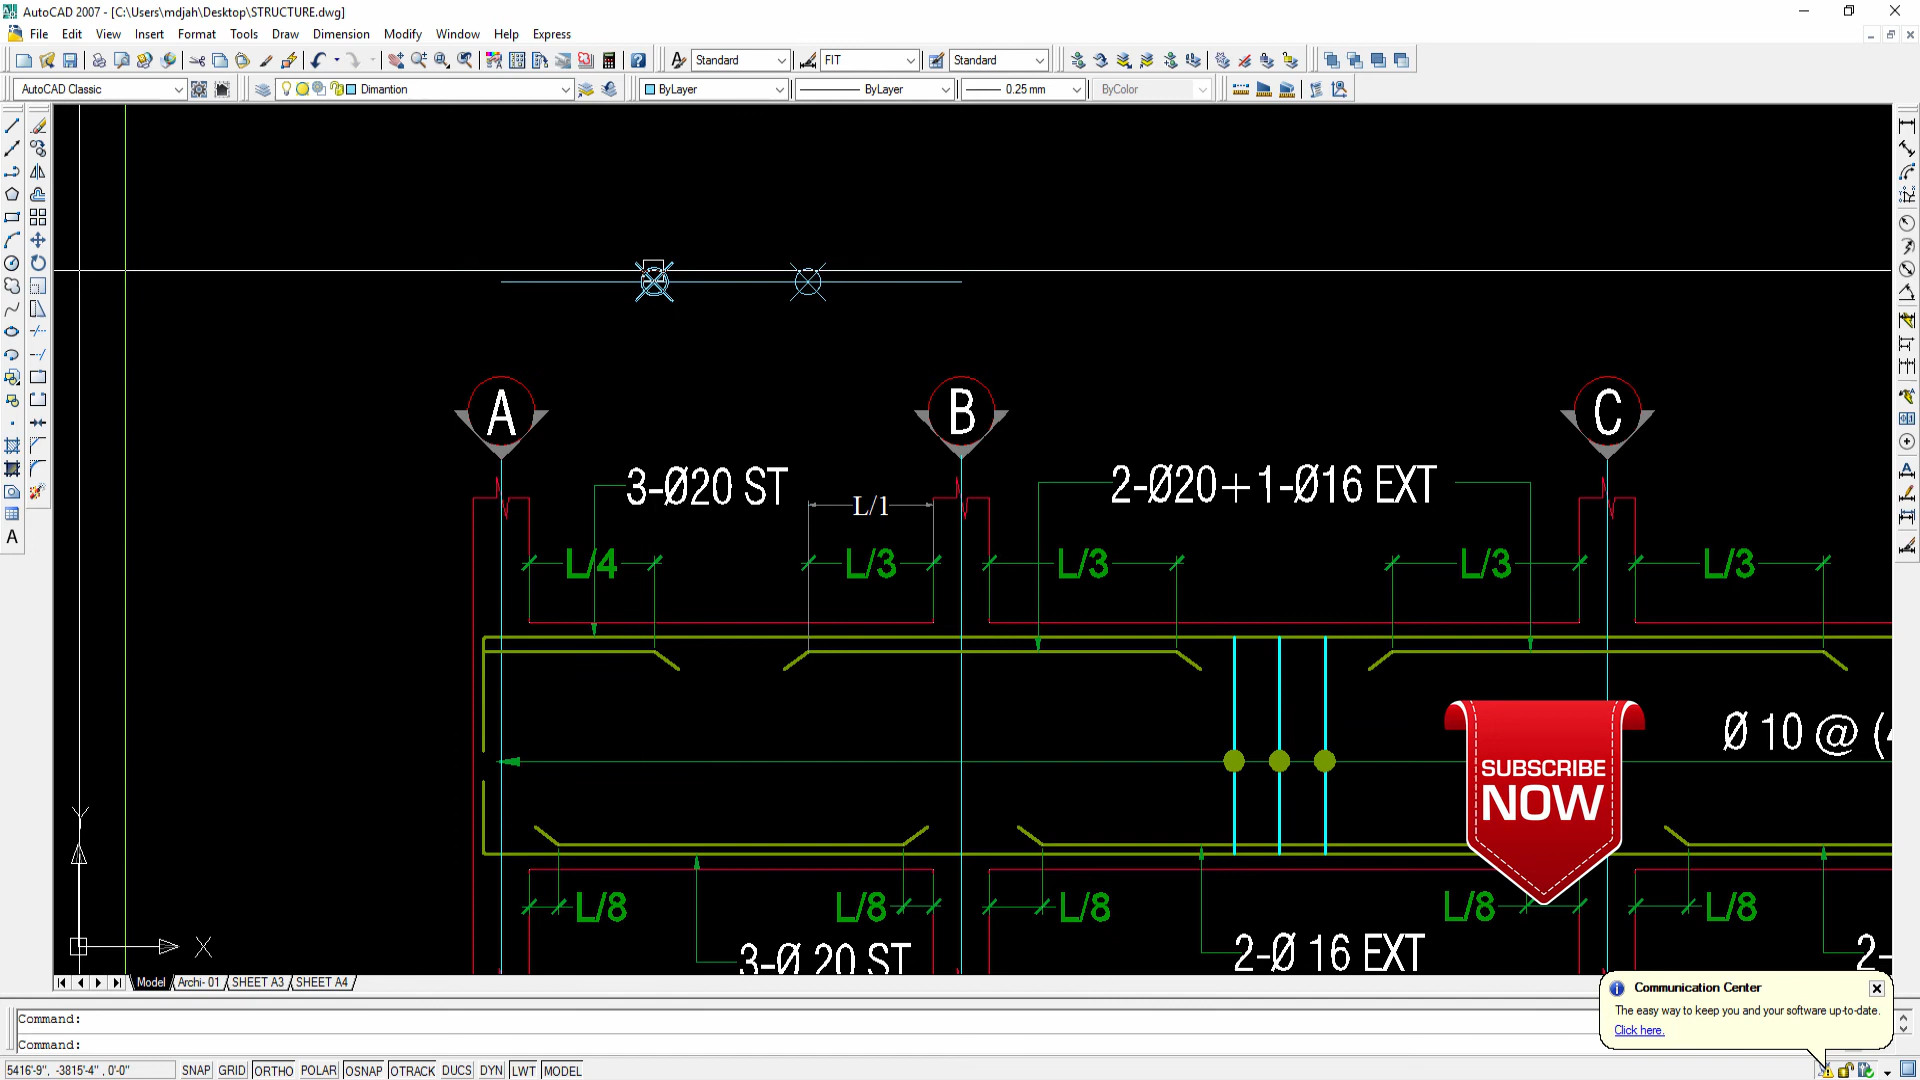 AutoCAD 2007 - [C:\Users\mdjah\Desktop\STRUCTURE.dwg]
File Edit View Insert Format Tools Draw Dimension Modify Window Help Express
Standard FIT Standard
AutoCAD Classic Dimantion ByLayer ByLayer 0.25 mm ByColor
A B C
3-Ø20 ST 2-Ø20+1-Ø16 EXT
L/1
L/4 L/3 L/3 L/3 L/3
Ø 10 @ (
SUBSCRIBE
NOW
L/8 L/8 L/8 L/8 L/8
3-Ø 20 ST 2-Ø 16 EXT 2-
Y
X
Model Archi- 01 SHEET A3 SHEET A4
Communication Center
The easy way to keep you and your software up-to-date.
Click here.
Command:
Command:
5416'-9", -3815'-4" , 0'-0" SNAP GRID ORTHO POLAR OSNAP OTRACK DUCS DYN LWT MODEL